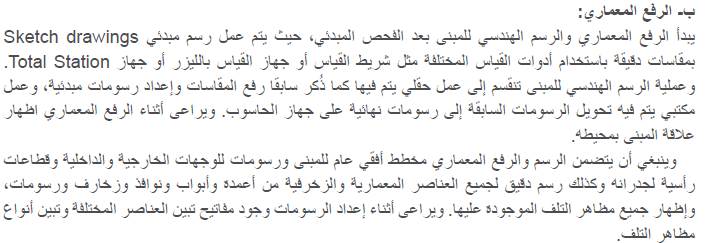 ب- الرفع المعماري:
يبدأ الرفع المعماري والرسم الهندسي للمبنى بعد الفحص المبدئي، حيث يتم عمل رسم مبدئي Sketch drawings
بمقاسات دقيقة باستخدام أدوات القياس المختلفة مثل شريط القياس أو جهاز القياس بالليزر أو جهاز Total Station.
وعملية الرسم الهندسي للمبنى تنقسم إلى عمل حقلي يتم فيها كما ذُكر سابقا رفع المقاسات وإعداد رسومات مبدئية، وعمل
مكتبي يتم فيه تحويل الرسومات السابقة إلى رسومات نهائية على جهاز الحاسوب. ويراعى أثناء الرفع المعماري اظهار
علاقة المبنى بمحيطه.
وينبغي أن يتضمن الرسم والرفع المعماري مخطط أفقي عام للمبنى ورسومات للوجهات الخارجية والداخلية وقطاعات
رأسية لجدرانه وكذلك رسم دقيق لجميع العناصر المعمارية والزخرفية من أعمدة وأبواب ونوافذ وزخارف ورسومات،
وإظهار جميع مظاهر التلف الموجودة عليها. ويراعى أثناء إعداد الرسومات وجود مفاتيح تبين العناصر المختلفة وتبين أنواع
مظاهر التلف.